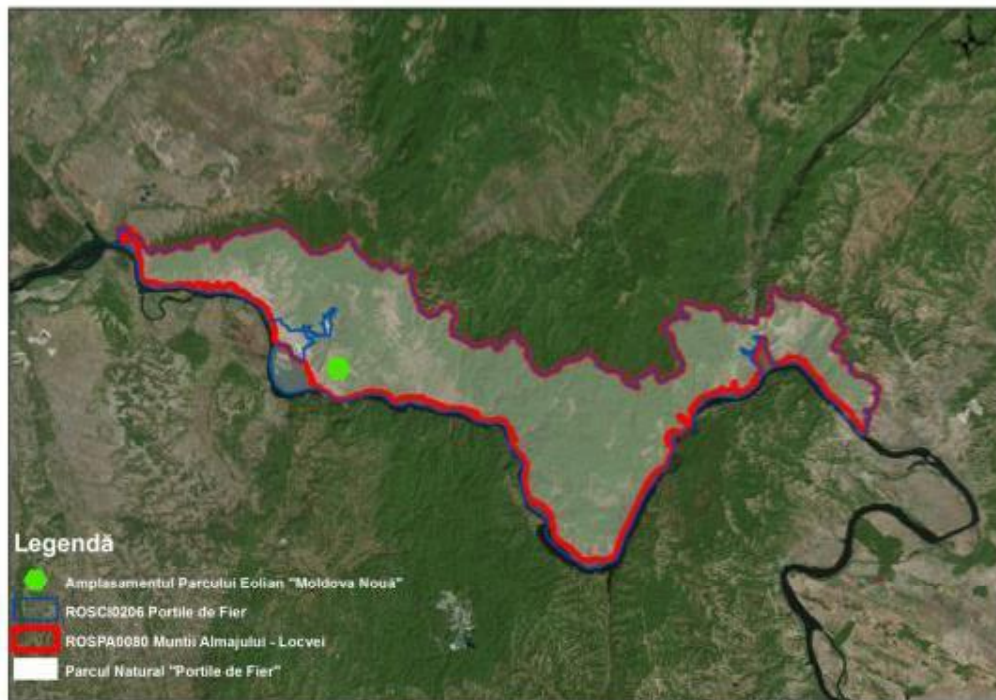 Legendă
Amplasamentul Parcului Eolian "Moldova Nouă"
ROSCI0206 Portile de Fier
ROSPA0080 Muntii Almajului - Locvei
Parcul Natural "Portile de Fier"